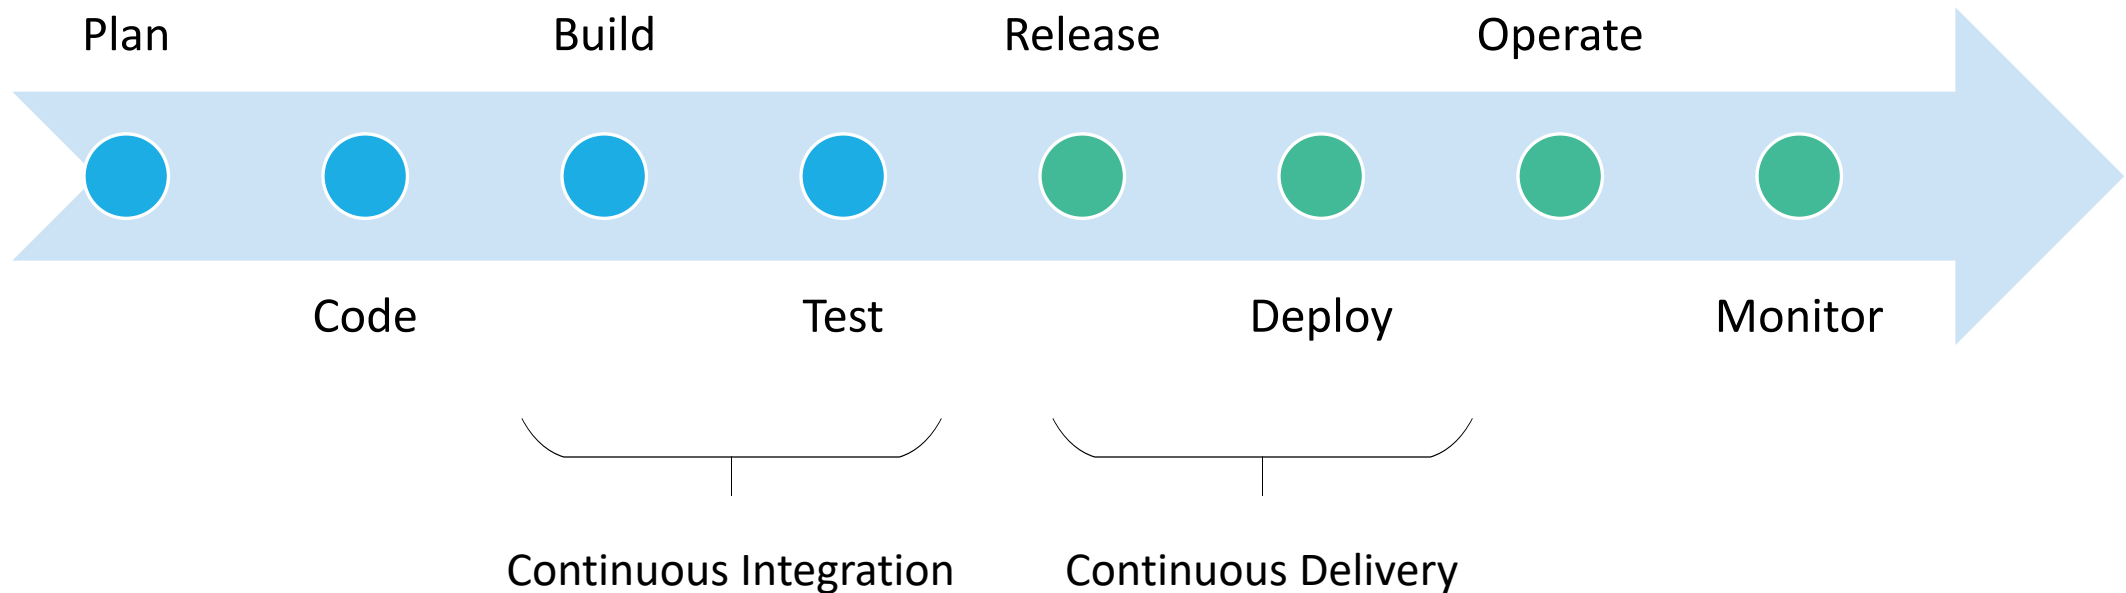 Plan
Build
Release
Operate
Code
Test
Deploy
Monitor
Continuous Integration
Continuous Delivery